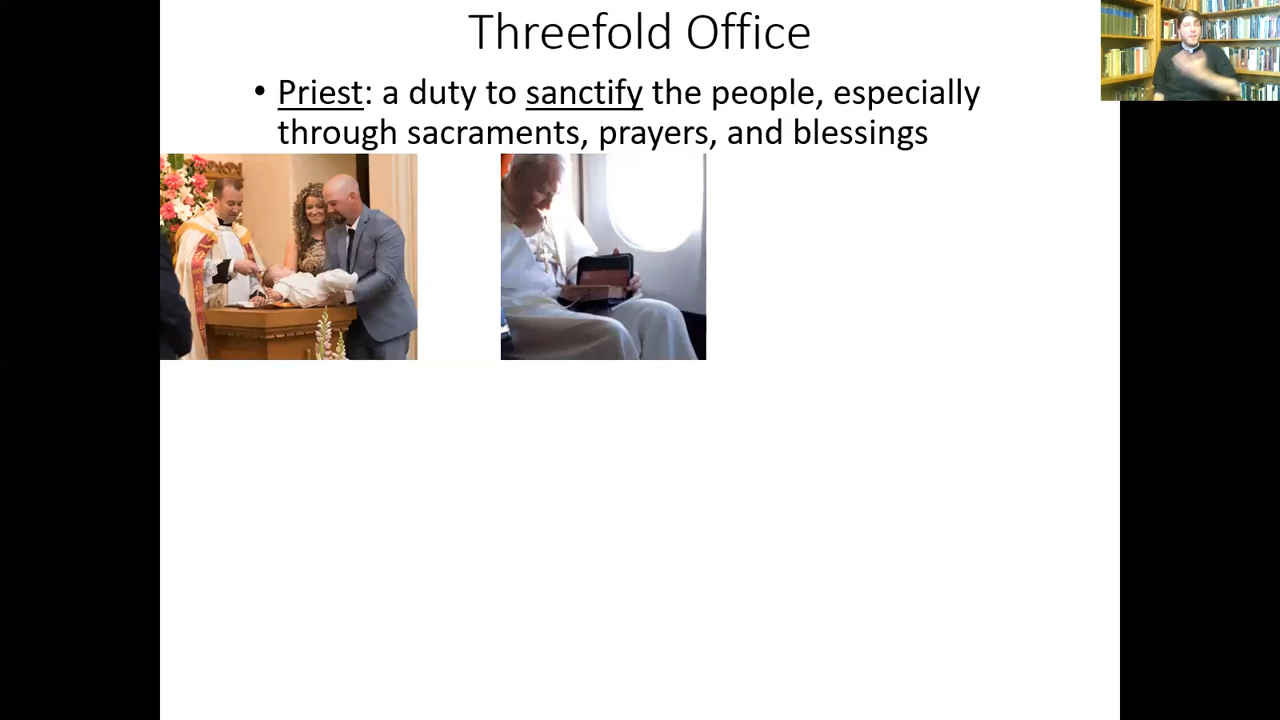 Threefold Office
• Priest: a duty to sanctify the people, especially
through sacraments, prayers, and blessings